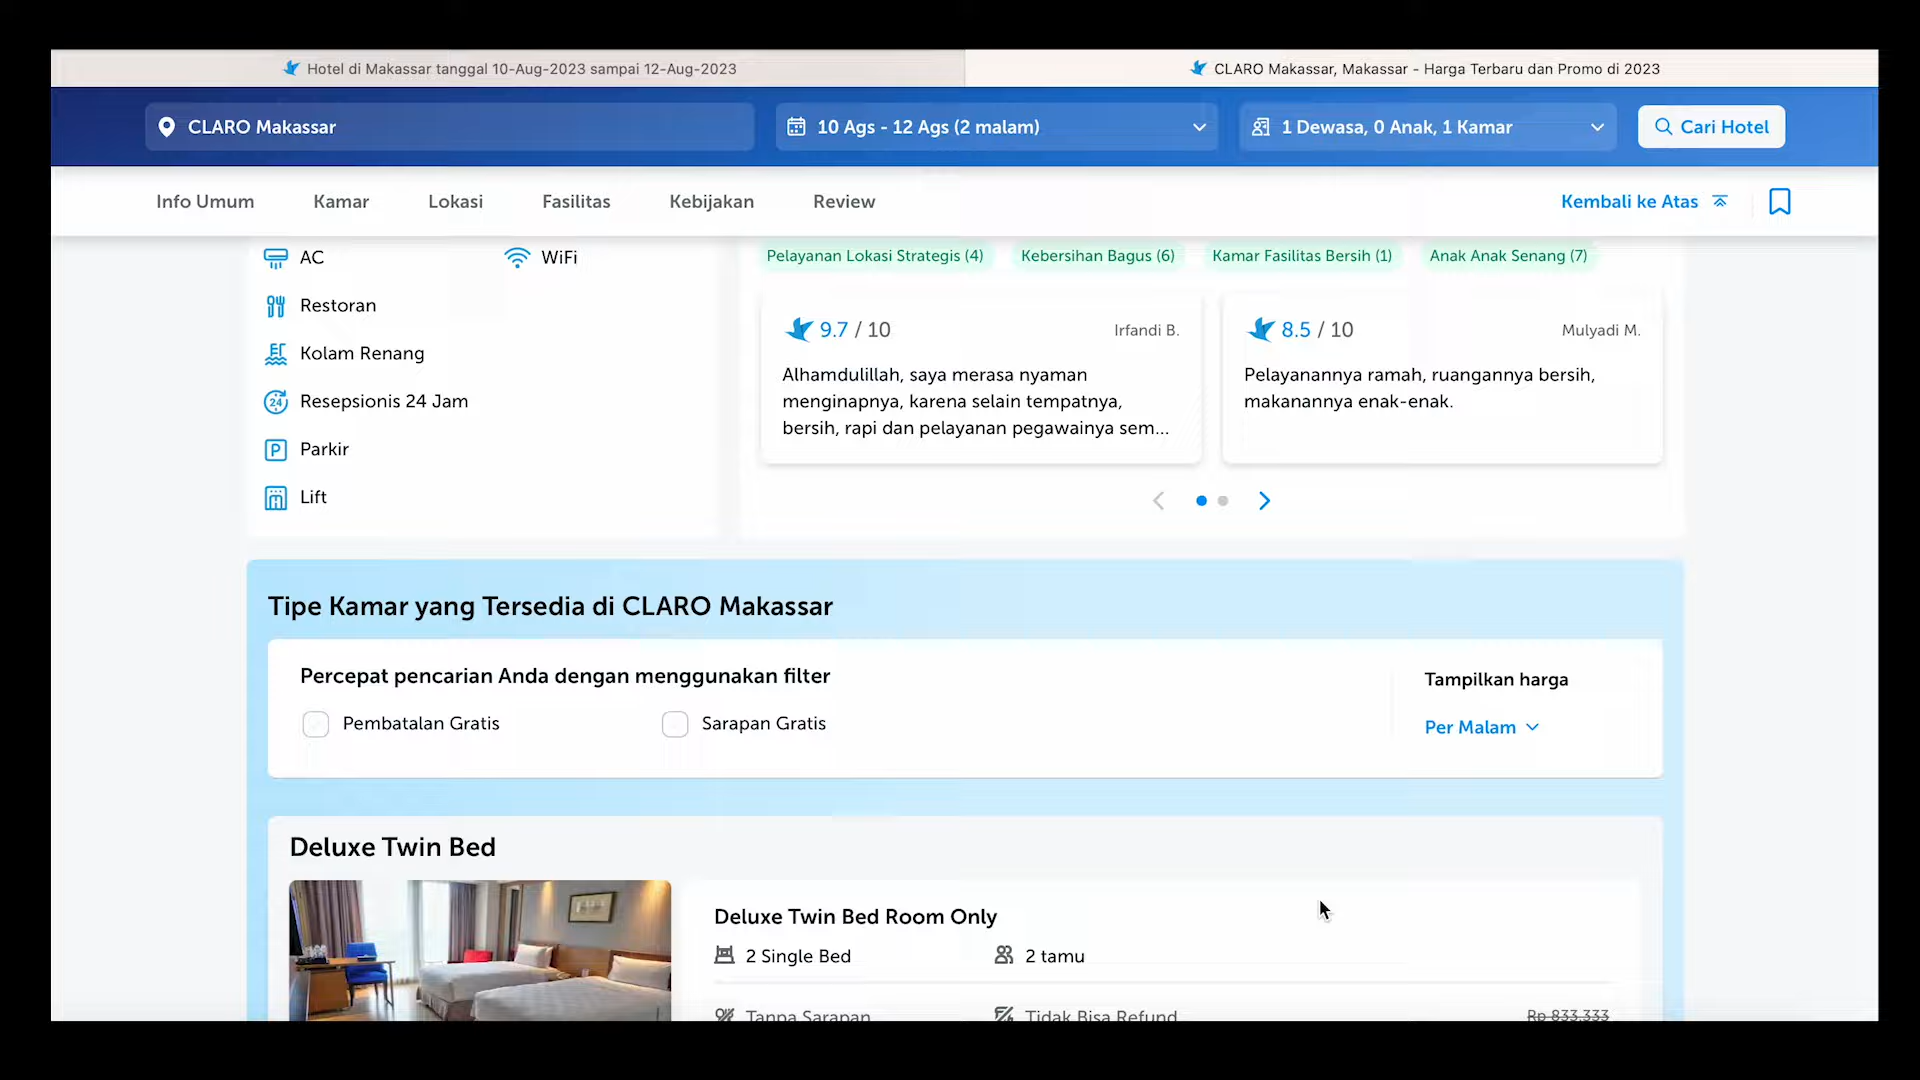 Hotel di Makassar tanggal 10-Aug-2023 sampai 12-Aug-2023
CLARO Makassar, Makassar - Harga Terbaru dan Promo di 2023
CLARO Makassar
10 Ags - 12 Ags (2 malam)
1 Dewasa, 0 Anak, 1 Kamar
Cari Hotel
Info Umum
Kamar
Lokasi
Fasilitas
Kebijakan
Review
Kembali ke Atas
AC
WiFi
Restoran
Kolam Renang
24
Resepsionis 24 Jam
P
Parkir
Lift
Pelayanan Lokasi Strategis (4)
Kebersihan Bagus (6)
Kamar Fasilitas Bersih (1)
Anak Anak Senang (7)
9.7 / 10
Irfandi B.
Alhamdulillah, saya merasa nyaman
menginapnya, karena selain tempatnya,
bersih, rapi dan pelayanan pegawainya sem...
8.5 / 10
Mulyadi M.
Pelayanannya ramah, ruangannya bersih,
makanannya enak-enak.
Tipe Kamar yang Tersedia di CLARO Makassar
Percepat pencarian Anda dengan menggunakan filter
Pembatalan Gratis
Sarapan Gratis
Tampilkan harga
Per Malam
Deluxe Twin Bed
Deluxe Twin Bed Room Only
2 Single Bed
2 tamu
Tanpa Sarapan
Tidak Bisa Refund
Rp 833.333